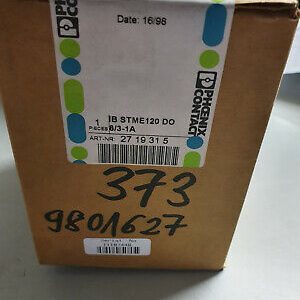 Date: 16/98
IB STME120 DO
1 PIECES 8/3-1A
ART-NR. 27 19 31 5
PHOENIX
CONTACT
373
9801627